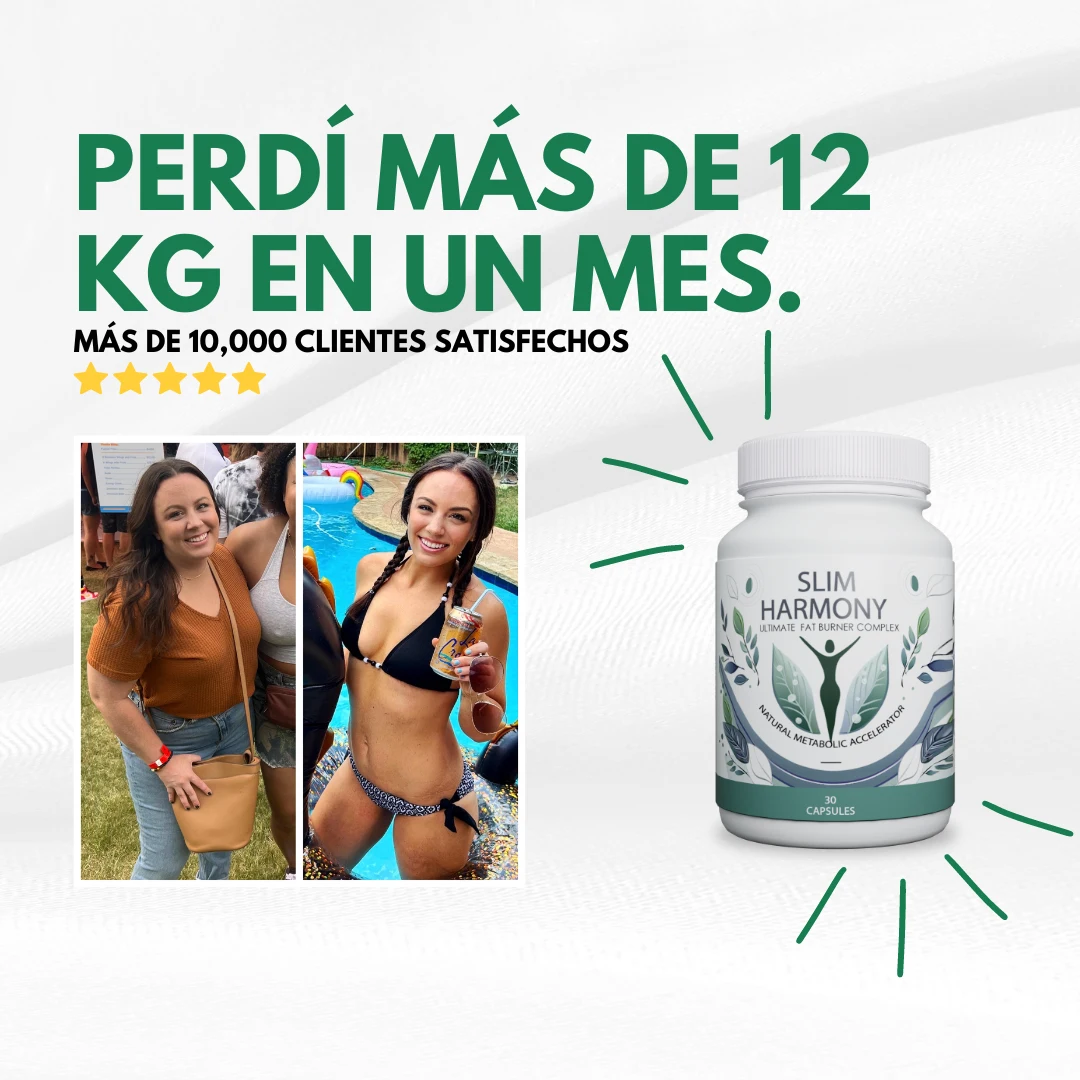 PERDÍ MÁS DE 12
KG EN UN MES.
MÁS DE 10,000 CLIENTES SATISFECHOS
SLIM
HARMONY
ULTIMATE FAT BURNER COMPLEX
NATURAL METABOLIC ACCELERATOR
30
CAPSULES